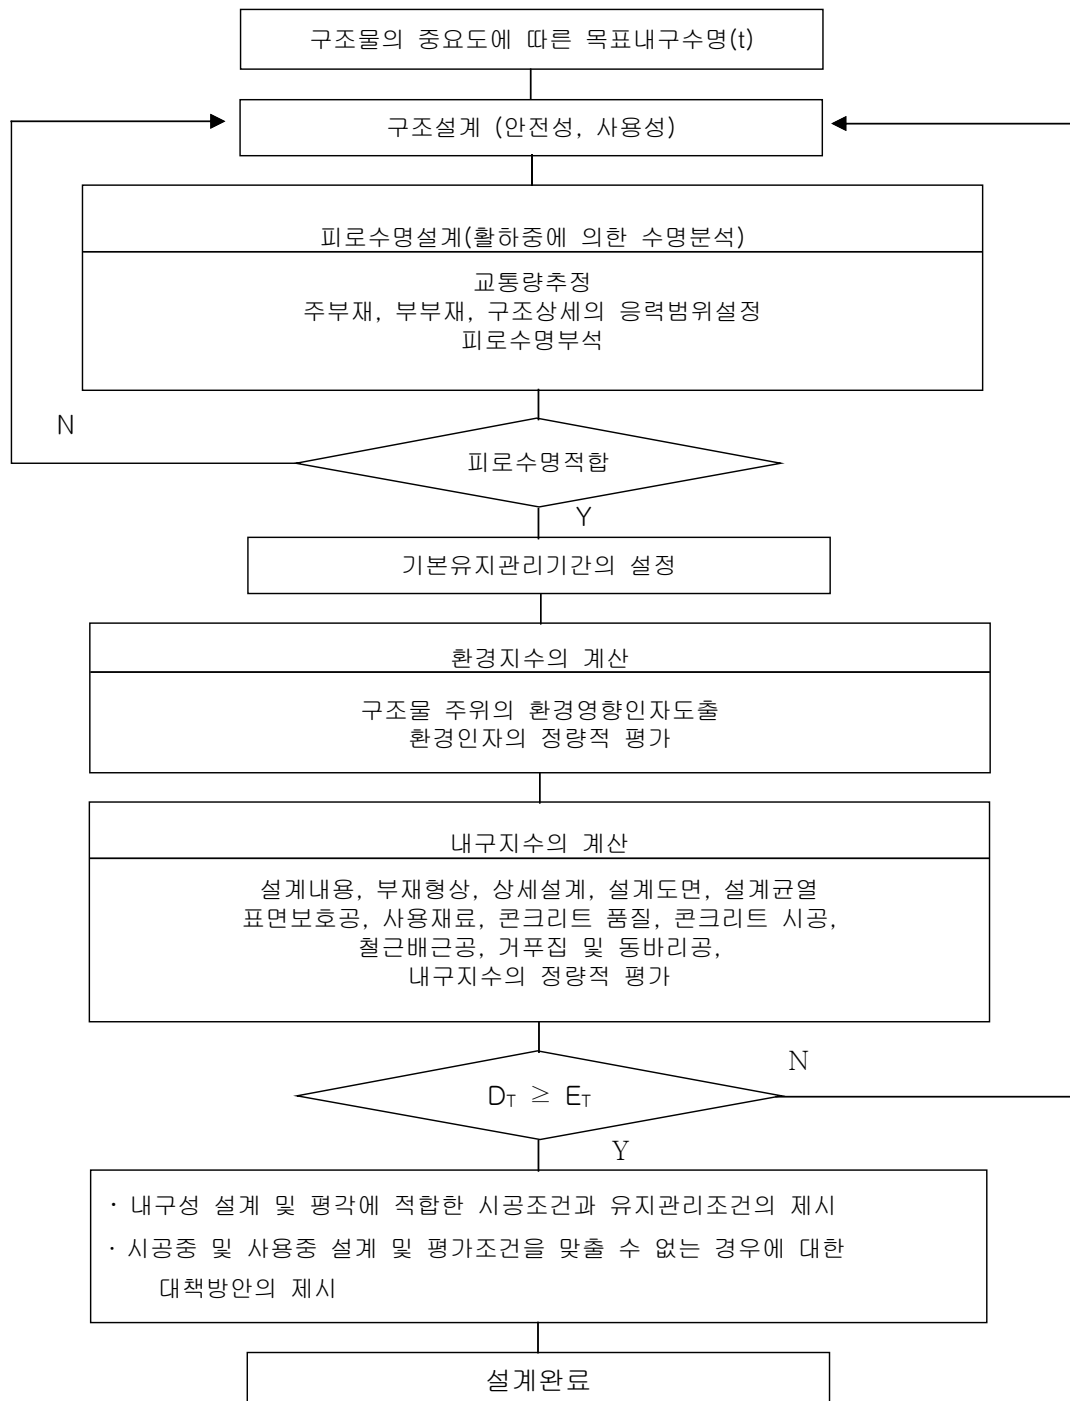 구조물의 중요도에 따른 목표내구수명(t)
구조설계 (안전성, 사용성)
피로수명설계(활하중에 의한 수명분석)
교통량추정
주부재, 부부재, 구조상세의 응력범위설정
피로수명부석
N
피로수명적합
Y
기본유지관리기간의 설정
환경지수의 계산
구조물 주위의 환경영향인자도출
환경인자의 정량적 평가
내구지수의 계산
설계내용, 부재형상, 상세설계, 설계도면, 설계균열
표면보호공, 사용재료, 콘크리트 품질, 콘크리트 시공,
철근배근공, 거푸집 및 동바리공,
내구지수의 정량적 평가
N
D_T ≥ E_T
Y
· 내구성 설계 및 평각에 적합한 시공조건과 유지관리조건의 제시
· 시공중 및 사용중 설계 및 평가조건을 맞출 수 없는 경우에 대한
대책방안의 제시
설계완료